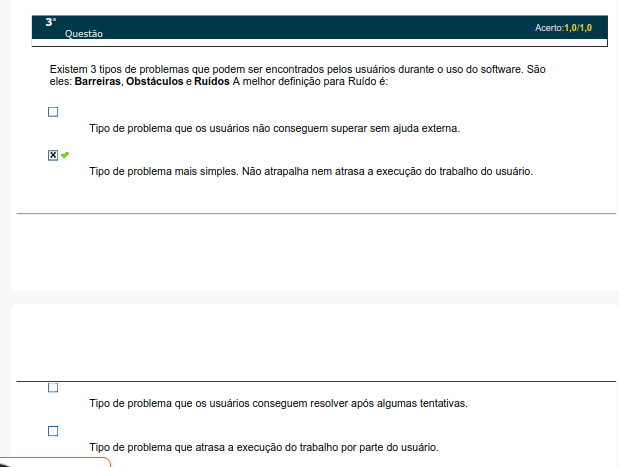 3ª
Questão
Acerto:1,0/1,0
Existem 3 tipos de problemas que podem ser encontrados pelos usuários durante o uso do software. São
eles: Barreiras, Obstáculos e Ruídos A melhor definição para Ruído é:
Tipo de problema que os usuários não conseguem superar sem ajuda externa.
Tipo de problema mais simples. Não atrapalha nem atrasa a execução do trabalho do usuário.
Tipo de problema que os usuários conseguem resolver após algumas tentativas.
Tipo de problema que atrasa a execução do trabalho por parte do usuário.